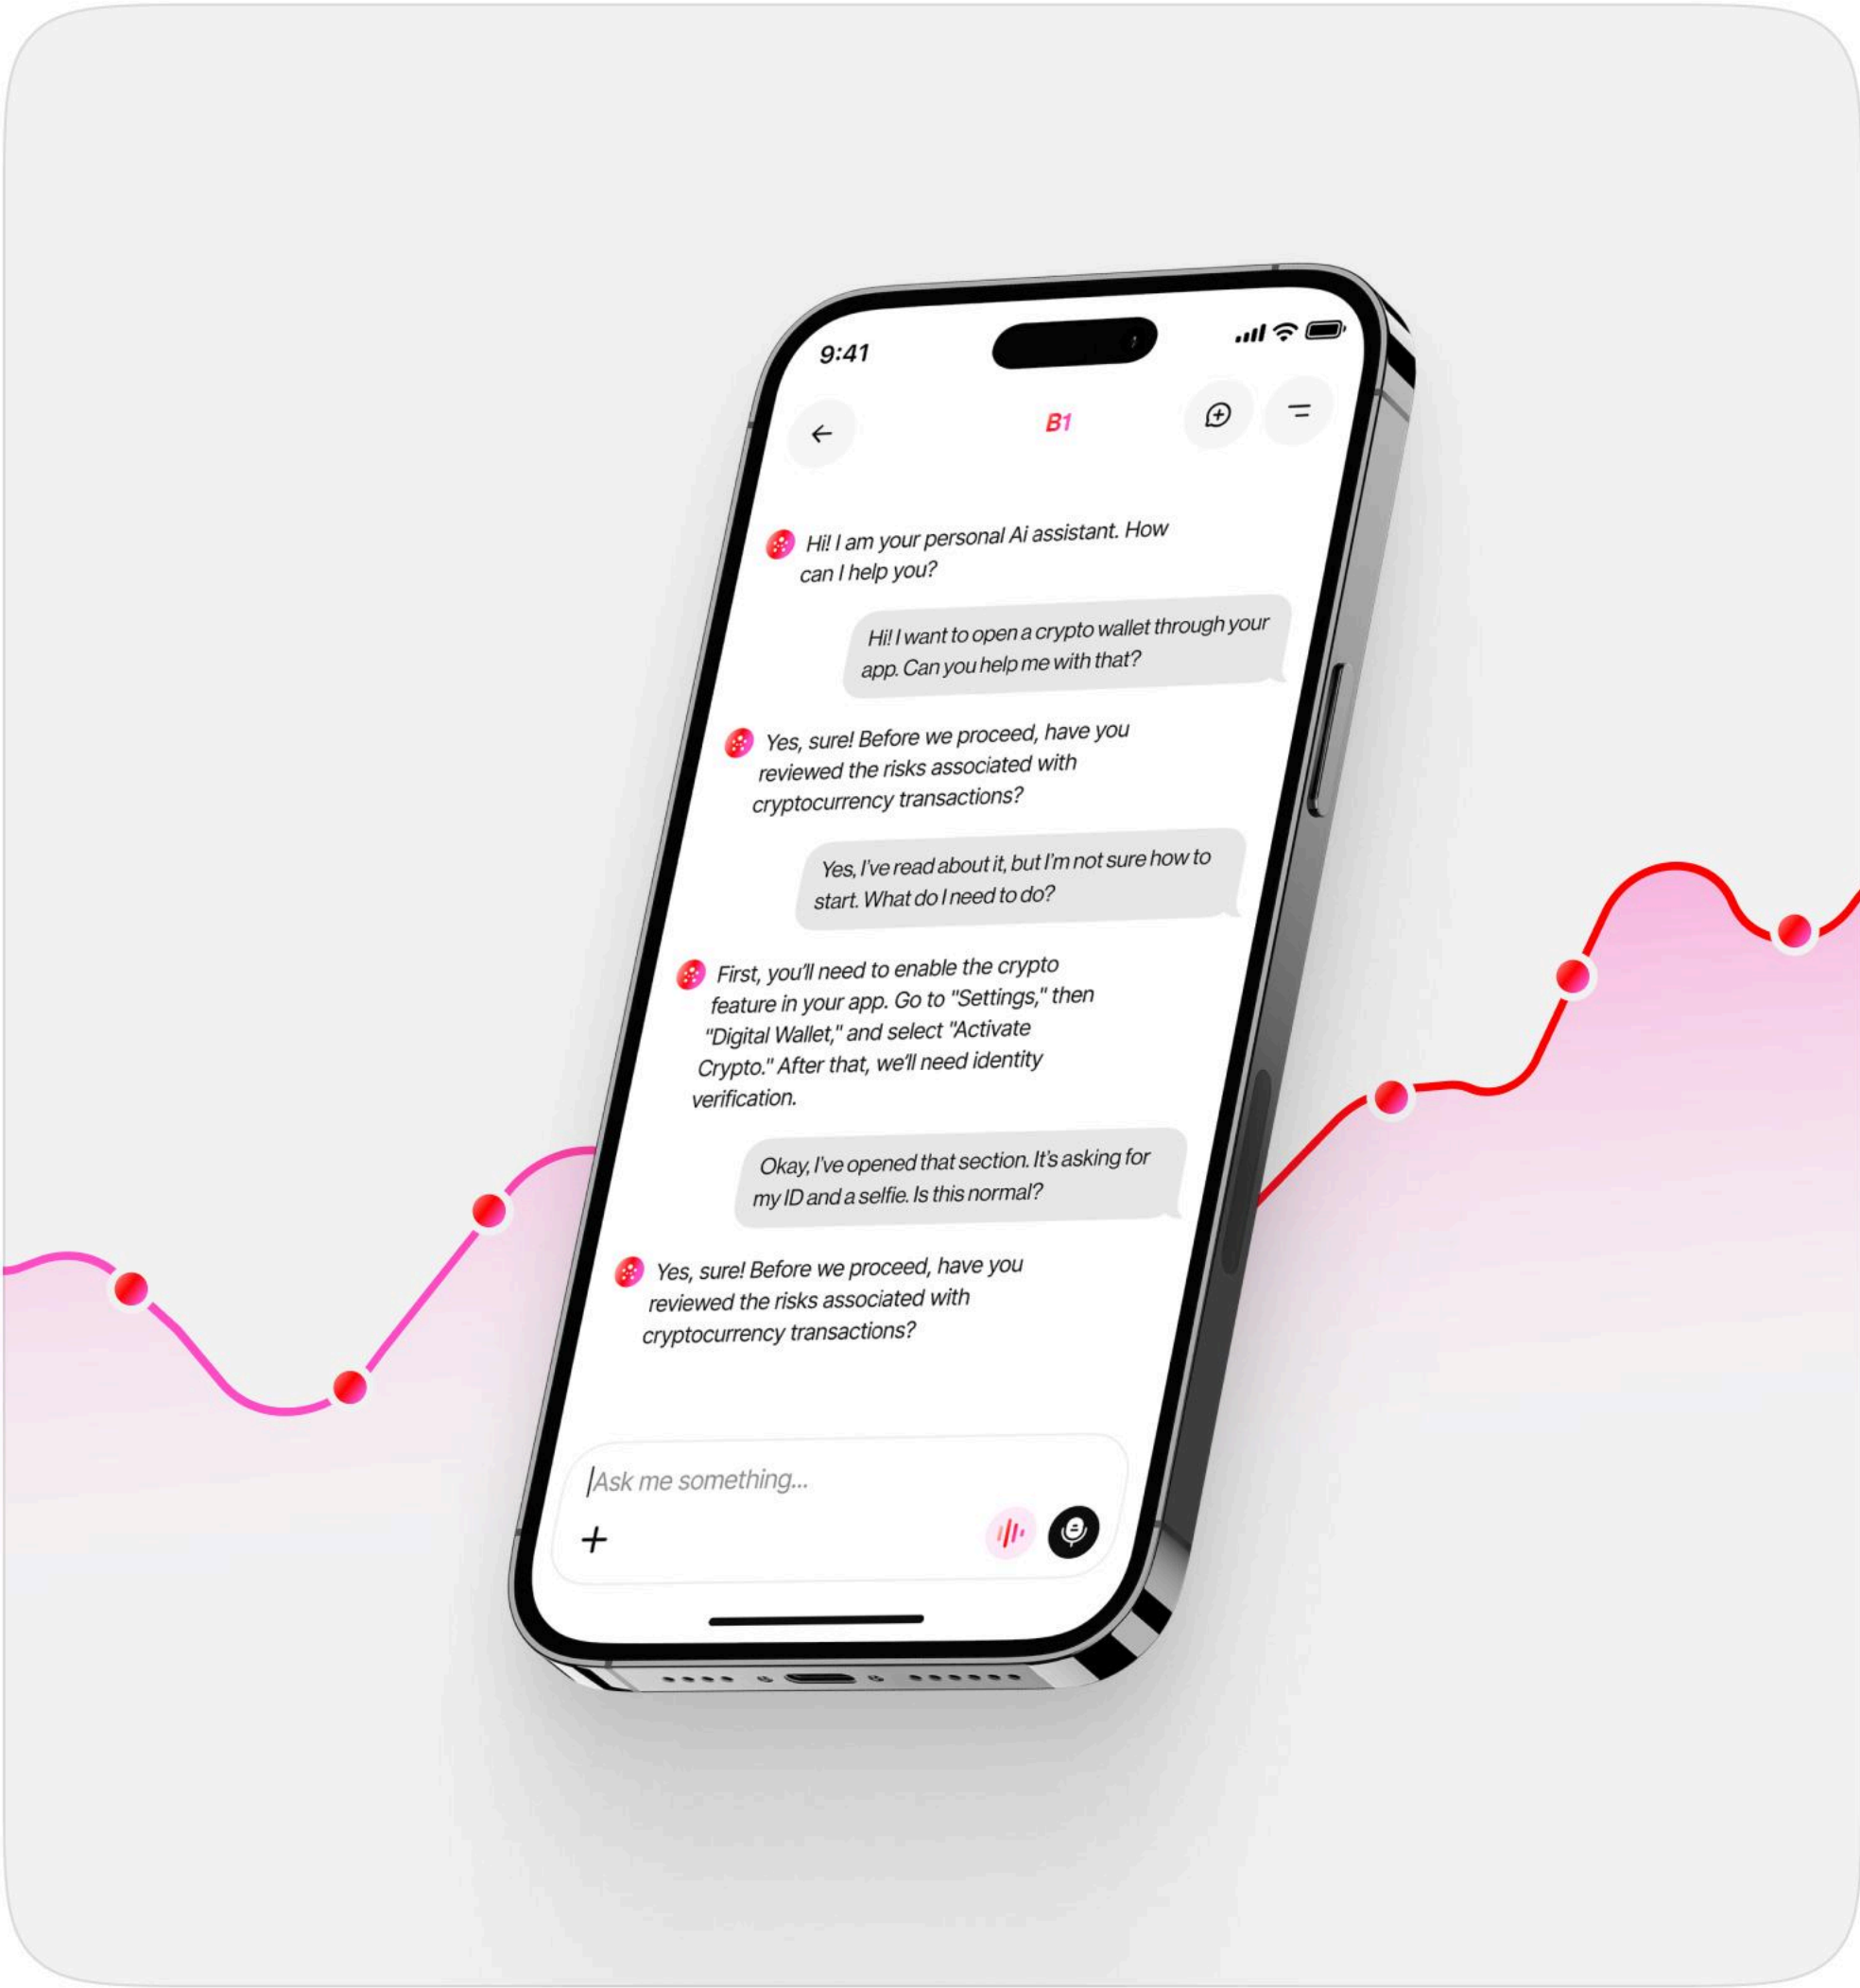 9:41
B1
Hi! I am your personal Ai assistant. How
can I help you?
Hi! I want to open a crypto wallet through your
app. Can you help me with that?
Yes, sure! Before we proceed, have you
reviewed the risks associated with
cryptocurrency transactions?
Yes, I've read about it, but I'm not sure how to
start. What do I need to do?
First, you'll need to enable the crypto
feature in your app. Go to "Settings," then
"Digital Wallet," and select "Activate
Crypto." After that, we'll need identity
verification.
Okay, I've opened that section. It's asking for
my ID and a selfie. Is this normal?
Yes, sure! Before we proceed, have you
reviewed the risks associated with
cryptocurrency transactions?
Ask me something...